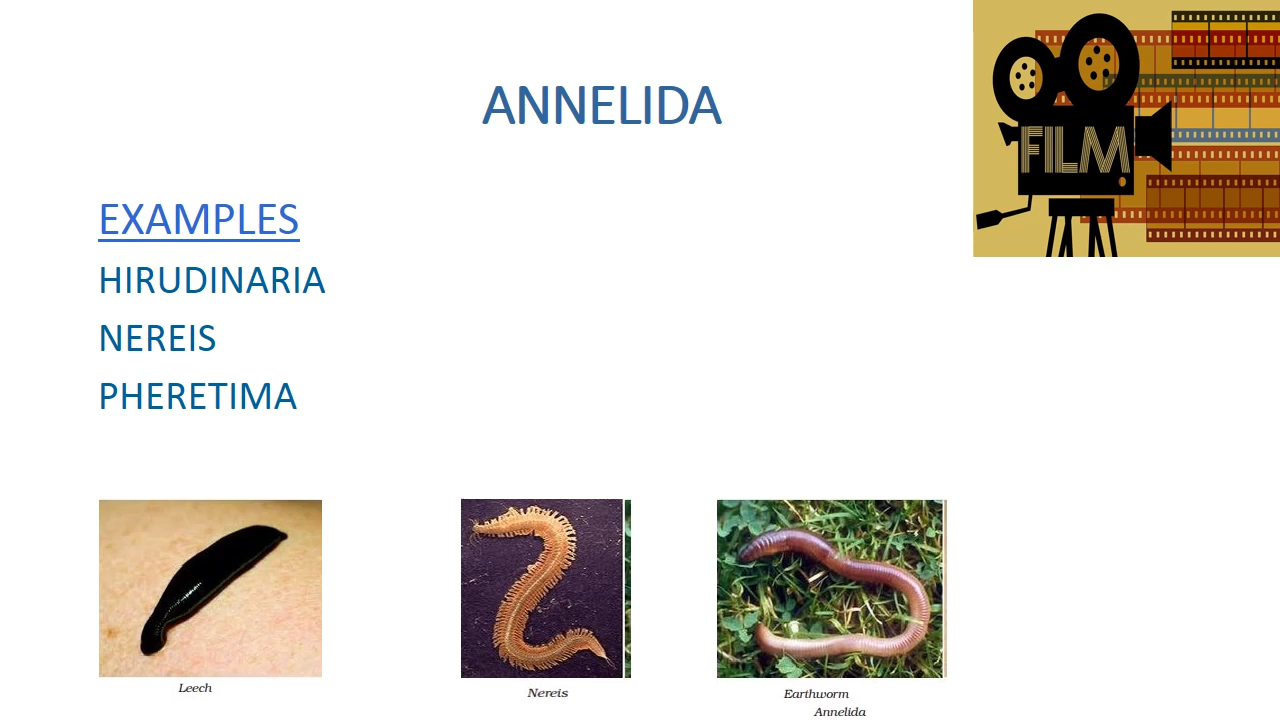 ANNELIDA
FILM
EXAMPLES
HIRUDINARIA
NEREIS
PHERETIMA
Leech
Nereis
Earthworm
Annelida